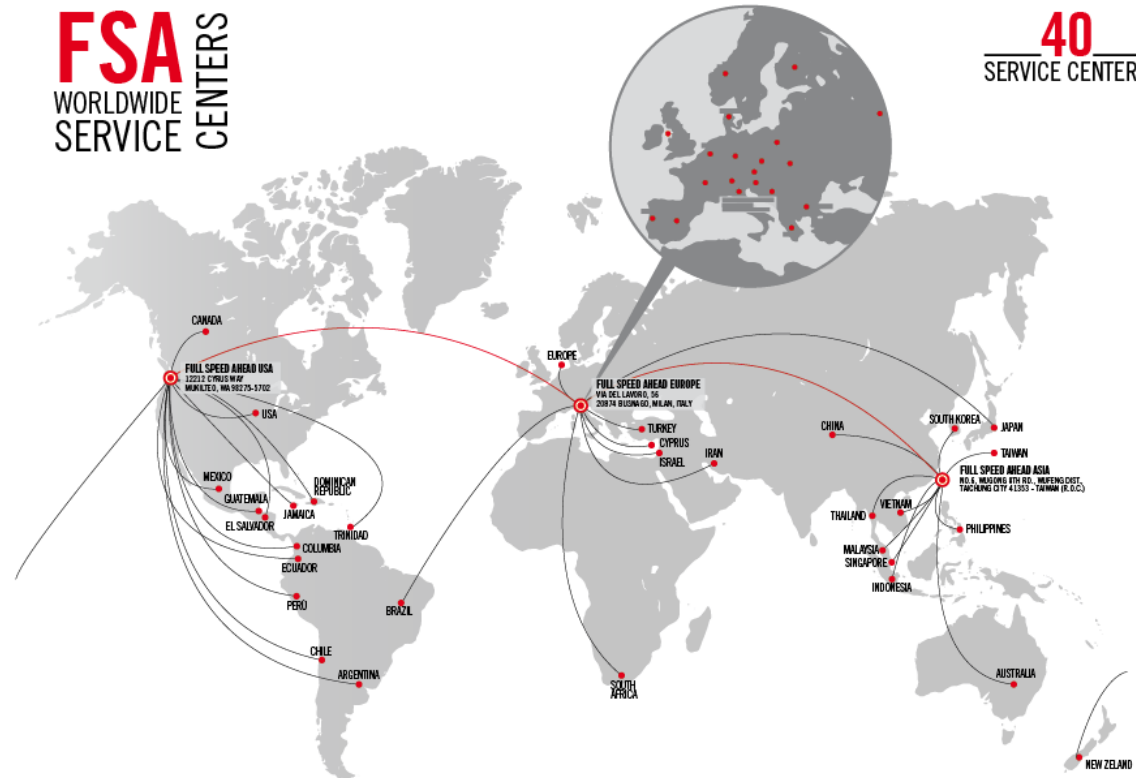 FSA
WORLDWIDE
SERVICE
CENTERS
40
SERVICE CENTER
CANADA
FULL SPEED AHEAD USA
12212 CYRUS WAY
MUKILTEO, WA 98275-5702
USA
MEXICO
GUATEMALA
EL SALVADOR
JAMAICA
DOMINICAN
REPUBLIC
TRINIDAD
COLUMBIA
ECUADOR
PERÙ
BRAZIL
CHILE
ARGENTINA
EUROPE
FULL SPEED AHEAD EUROPE
VIA DEL LAVORO, 56
20874 BUSNAGO, MILAN, ITALY
TURKEY
CYPRUS
ISRAEL
IRAN
SOUTH
AFRICA
CHINA
SOUTH KOREA
JAPAN
TAIWAN
FULL SPEED AHEAD ASIA
NO.6, WUGONG 8TH RD., WUFENG DIST.,
TAICHUNG CITY 41353 - TAIWAN (R.O.C.)
THAILAND
VIETNAM
PHILIPPINES
MALAYSIA
SINGAPORE
INDONESIA
AUSTRALIA
NEW ZELAND